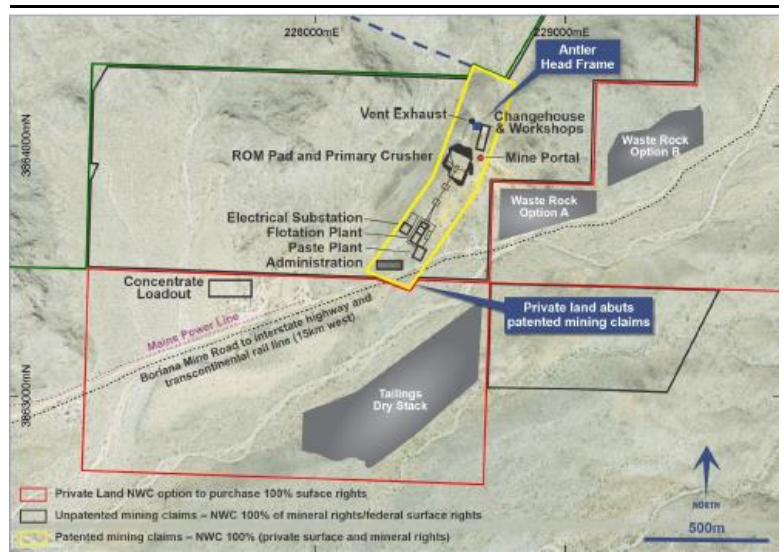 228000mE
229000mE
Antler
Head Frame
Vent Exhaust
Changehouse
& Workshops
3864000mN
ROM Pad and Primary Crusher
Mine Portal
Waste Rock
Option B
Waste Rock
Option A
Electrical Substation
Flotation Plant
Paste Plant
Administration
Concentrate
Loadout
Private land abuts
patented mining claims
Mains Power Line
Boriana Mine Road to interstate highway and
transcontinental rail line (15km west)
3863000mN
Tailings
Dry Stack
Private Land NWC option to purchase 100% suface rights
Unpatented mining claims – NWC 100% of mineral rights/federal surface rights
Patented mining claims – NWC 100% (private surface and mineral rights)
NORTH
500m